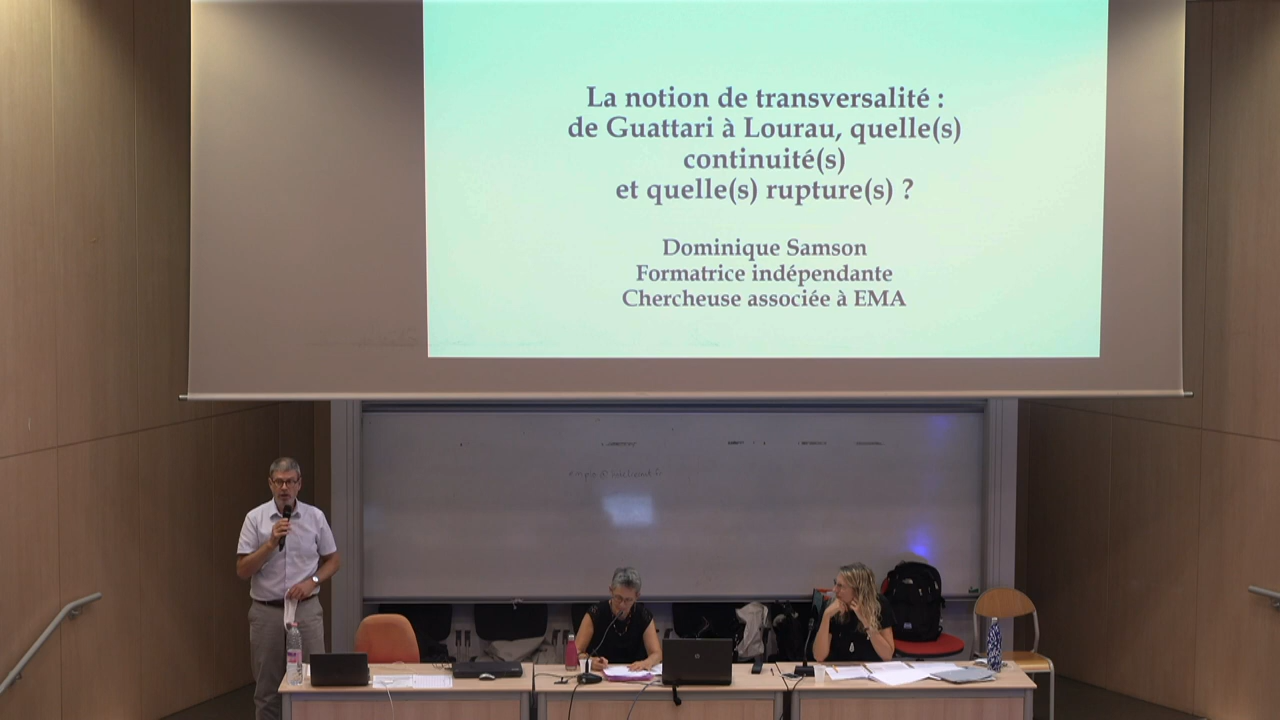 La notion de transversalité :
de Guattari à Lourau, quelle(s)
continuité(s)
et quelle(s) rupture(s) ?
Dominique Samson
Formatrice indépendante
Chercheuse associée à EMA